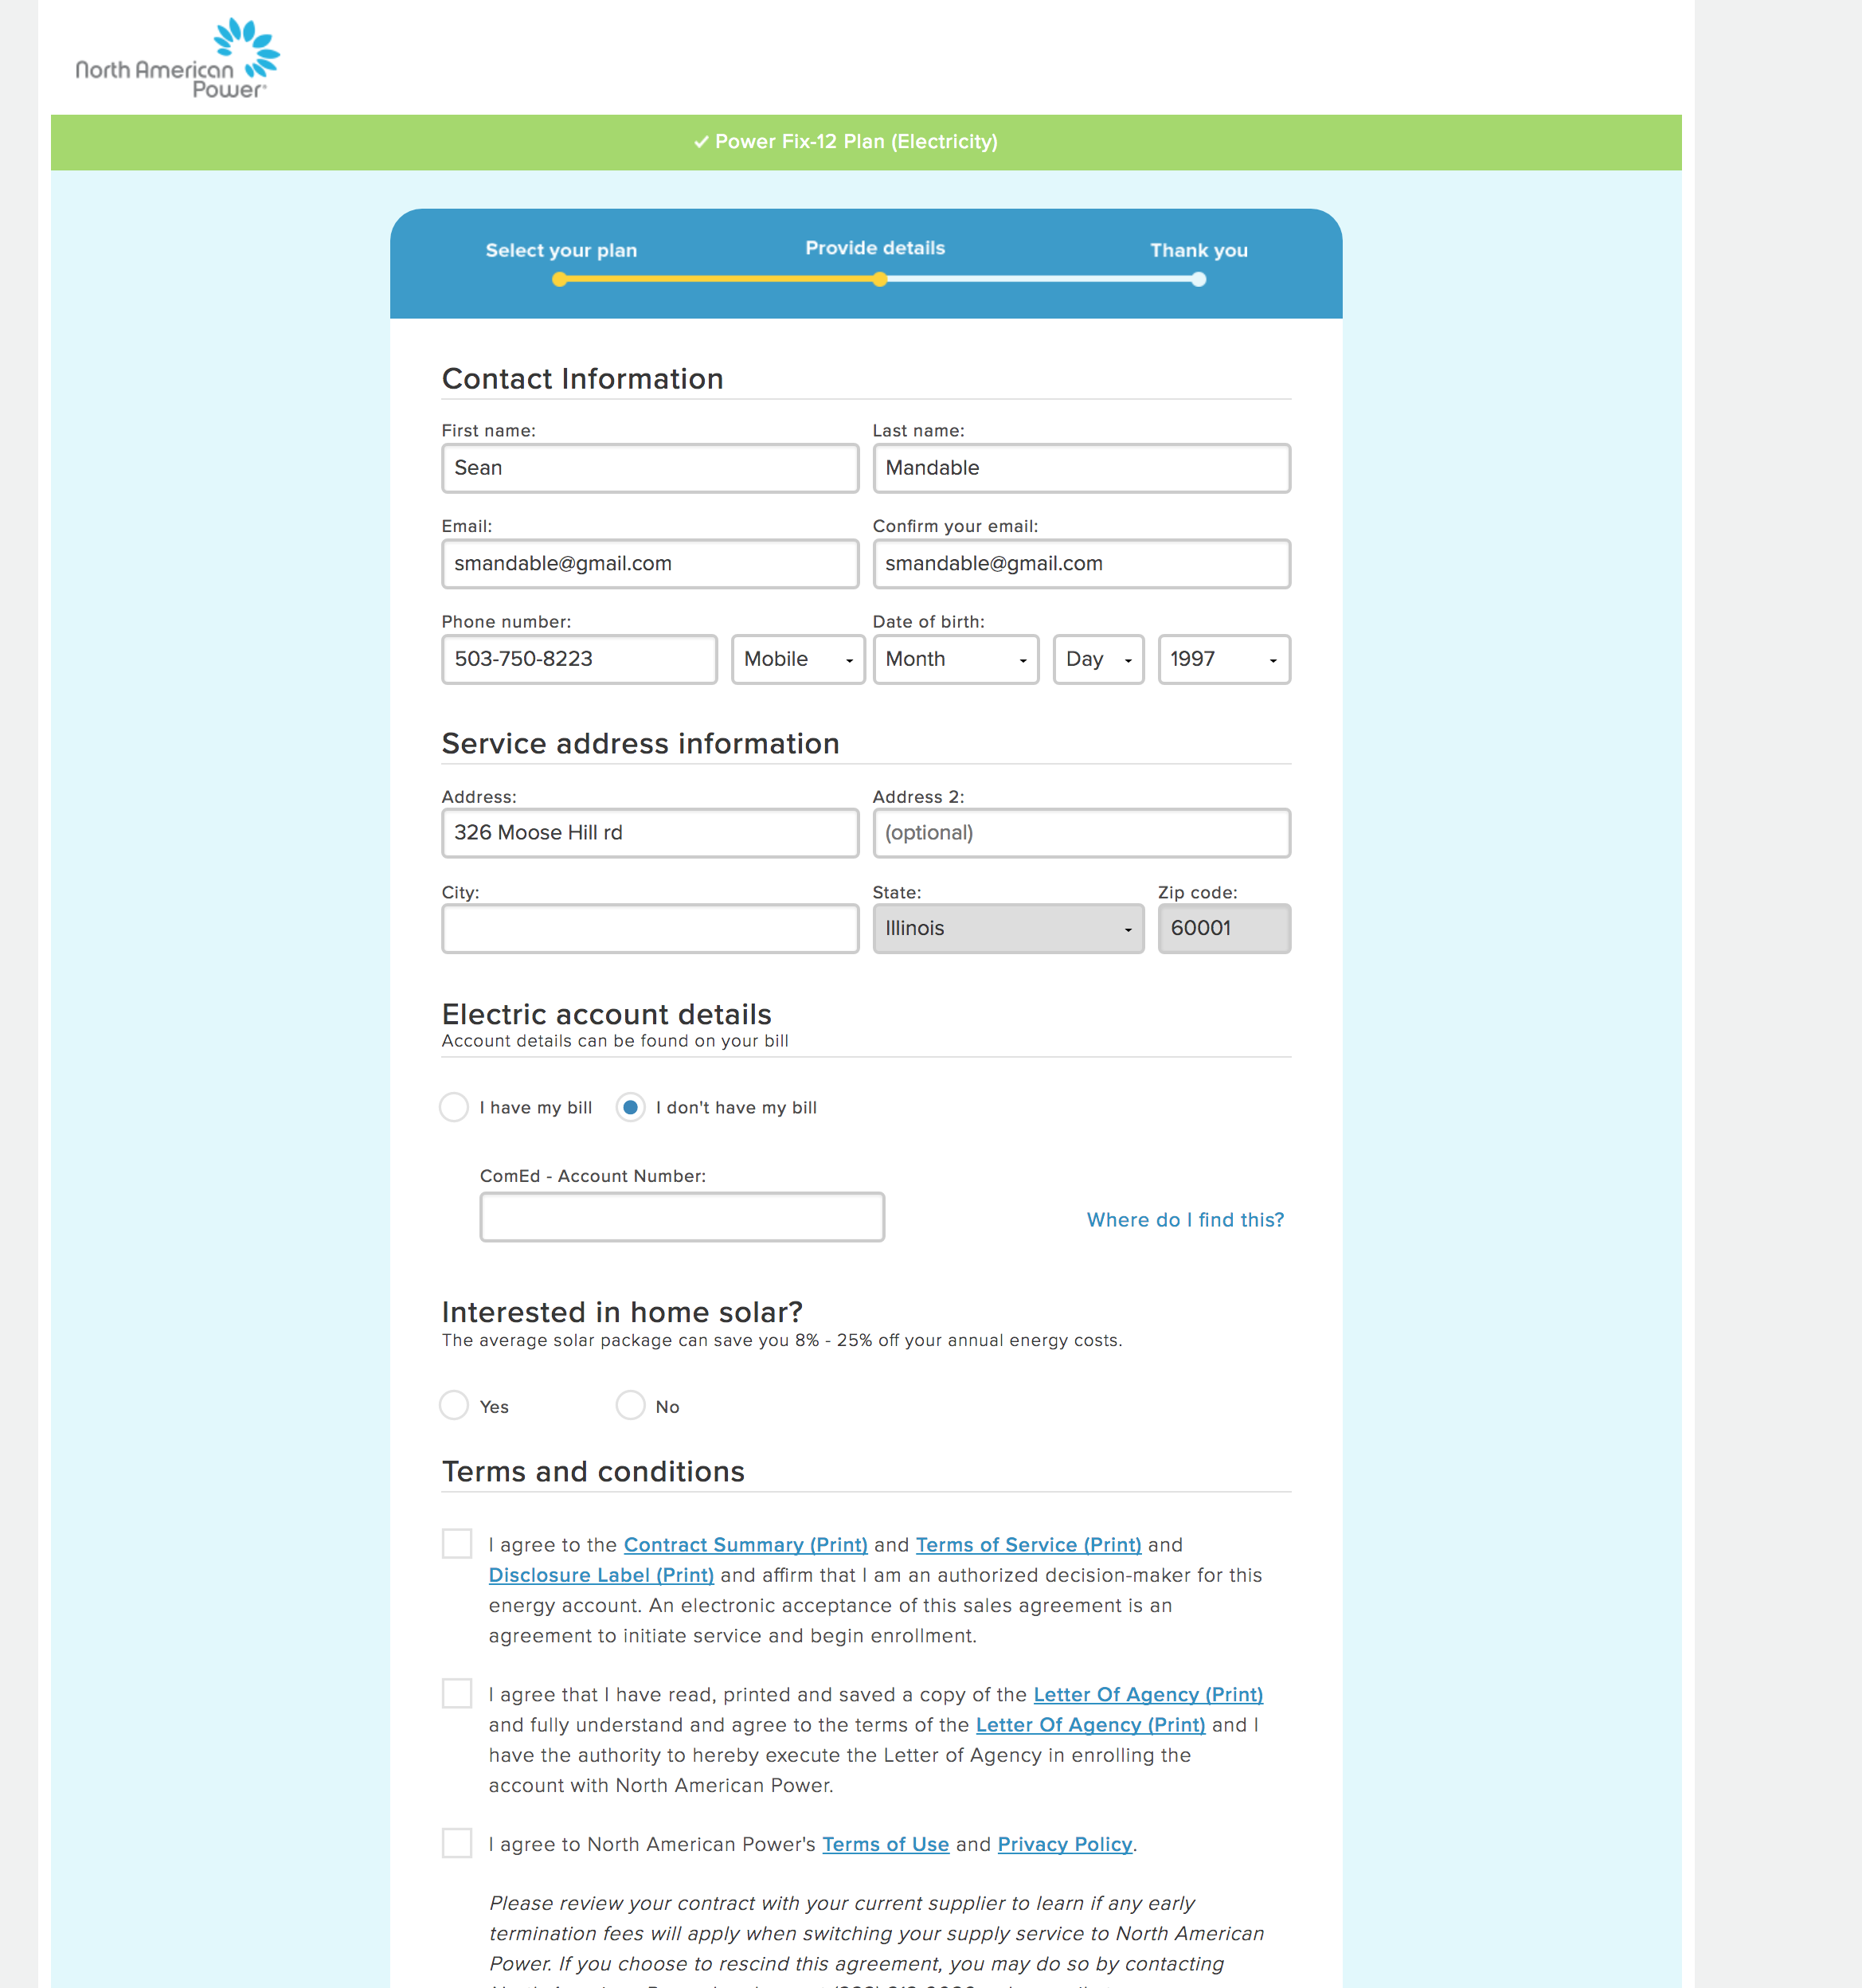 North American
Power
Power Fix-12 Plan (Electricity)
Select your plan Provide details Thank you
Contact Information
First name: Last name:
Sean Mandable
Email: Confirm your email:
smandable@gmail.com smandable@gmail.com
Phone number: Date of birth:
503-750-8223 Mobile Month Day 1997
Service address information
Address: Address 2:
326 Moose Hill rd (optional)
City: State: Zip code:
Illinois 60001
Electric account details
Account details can be found on your bill
I have my bill I don't have my bill
ComEd - Account Number:
Where do I find this?
Interested in home solar?
The average solar package can save you 8% - 25% off your annual energy costs.
Yes No
Terms and conditions
I agree to the Contract Summary (Print) and Terms of Service (Print) and
Disclosure Label (Print) and affirm that I am an authorized decision-maker for this
energy account. An electronic acceptance of this sales agreement is an
agreement to initiate service and begin enrollment.
I agree that I have read, printed and saved a copy of the Letter Of Agency (Print)
and fully understand and agree to the terms of the Letter Of Agency (Print) and I
have the authority to hereby execute the Letter of Agency in enrolling the
account with North American Power.
I agree to North American Power's Terms of Use and Privacy Policy.
Please review your contract with your current supplier to learn if any early
termination fees will apply when switching your supply service to North American
Power. If you choose to rescind this agreement, you may do so by contacting